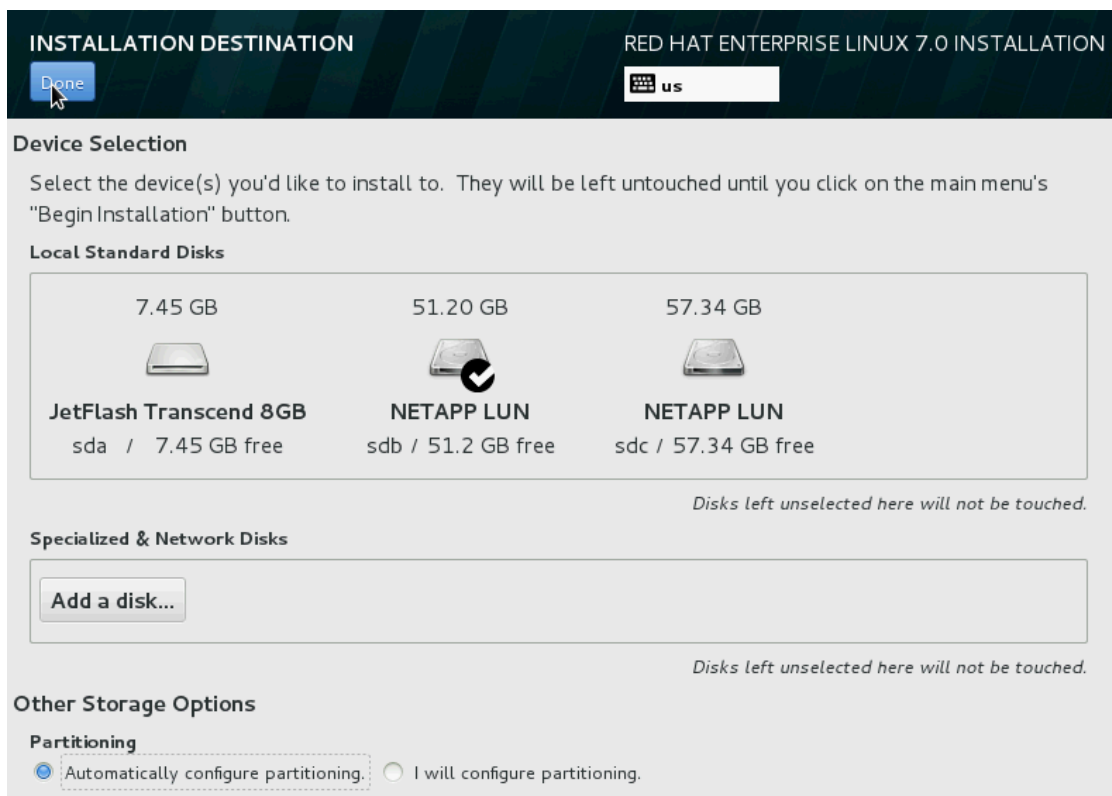 INSTALLATION DESTINATION
RED HAT ENTERPRISE LINUX 7.0 INSTALLATION
Done
us
Device Selection
Select the device(s) you'd like to install to. They will be left untouched until you click on the main menu's
"Begin Installation" button.
Local Standard Disks
7.45 GB
51.20 GB
57.34 GB
JetFlash Transcend 8GB
NETAPP LUN
NETAPP LUN
sda / 7.45 GB free
sdb / 51.2 GB free
sdc / 57.34 GB free
Disks left unselected here will not be touched.
Specialized & Network Disks
Add a disk...
Disks left unselected here will not be touched.
Other Storage Options
Partitioning
Automatically configure partitioning.
I will configure partitioning.